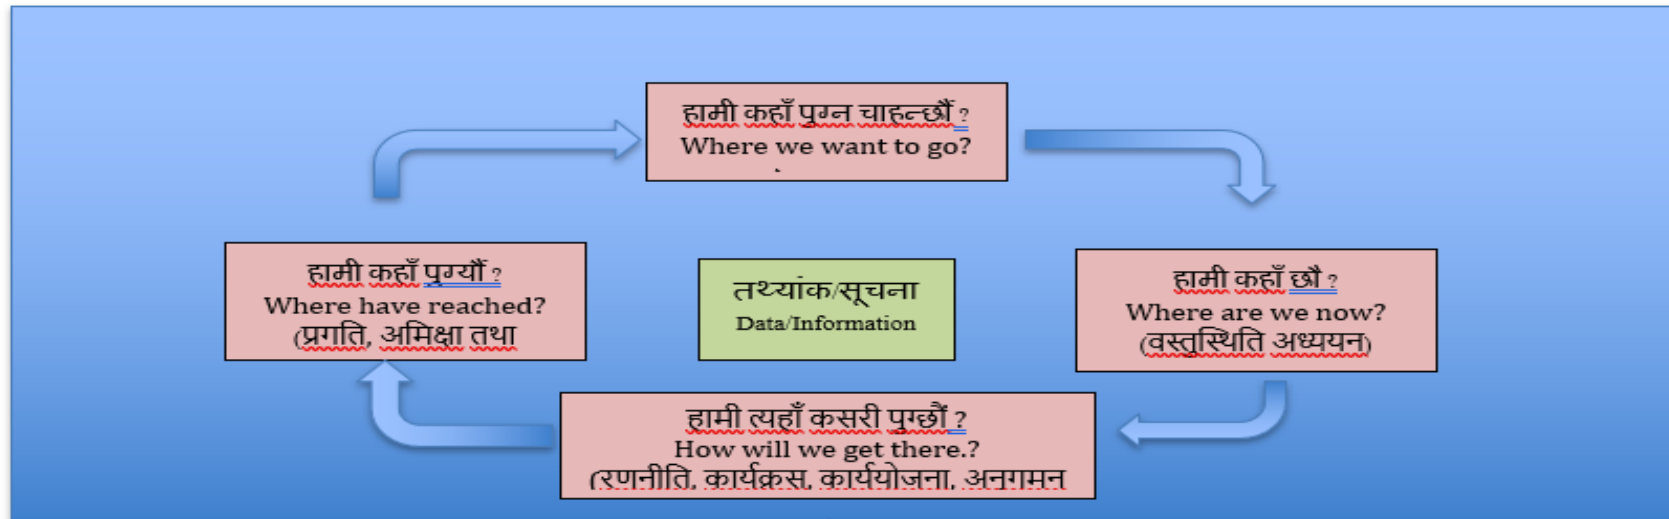 हामी कहाँ पुग्न चाहन्छौं ?
Where we want to go?
हामी कहाँ पुग्यौं ?
Where have reached?
(प्रगति, अमिक्षा तथा
तथ्यांक/सूचना
Data/Information
हामी कहाँ छौ ?
Where are we now?
(वस्तुस्थिति अध्ययन)
हामी त्यहाँ कसरी पुग्छौं ?
How will we get there.?
(रणनीति, कार्यक्रस, कार्ययोजना, अनुगमन